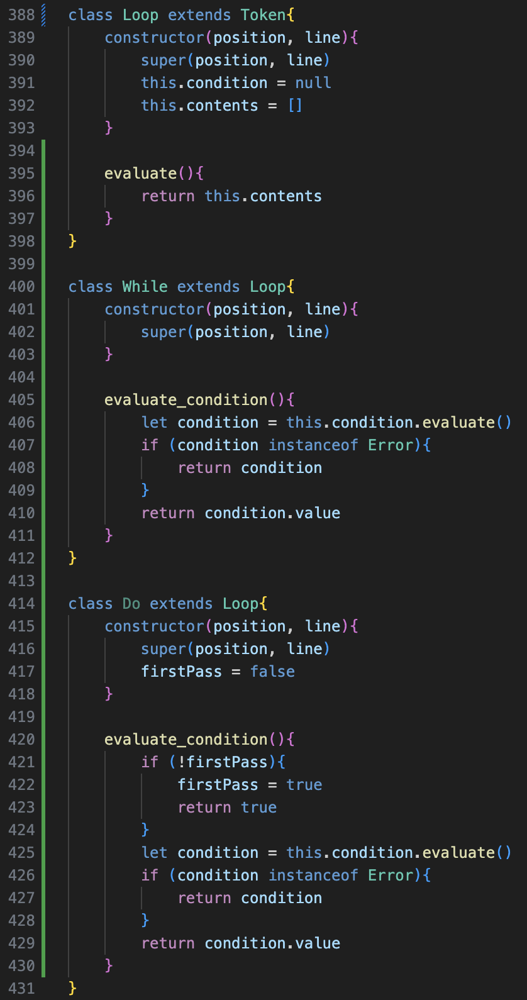 388 class Loop extends Token{
389     constructor(position, line){
390         super(position, line)
391         this.condition = null
392         this.contents = []
393     }
394
395     evaluate(){
396         return this.contents
397     }
398 }
399
400 class While extends Loop{
401     constructor(position, line){
402         super(position, line)
403     }
404
405     evaluate_condition(){
406         let condition = this.condition.evaluate()
407         if (condition instanceof Error){
408             return condition
409         }
410         return condition.value
411     }
412 }
413
414 class Do extends Loop{
415     constructor(position, line){
416         super(position, line)
417         firstPass = false
418     }
419
420     evaluate_condition(){
421         if (!firstPass){
422             firstPass = true
423             return true
424         }
425         let condition = this.condition.evaluate()
426         if (condition instanceof Error){
427             return condition
428         }
429         return condition.value
430     }
431 }